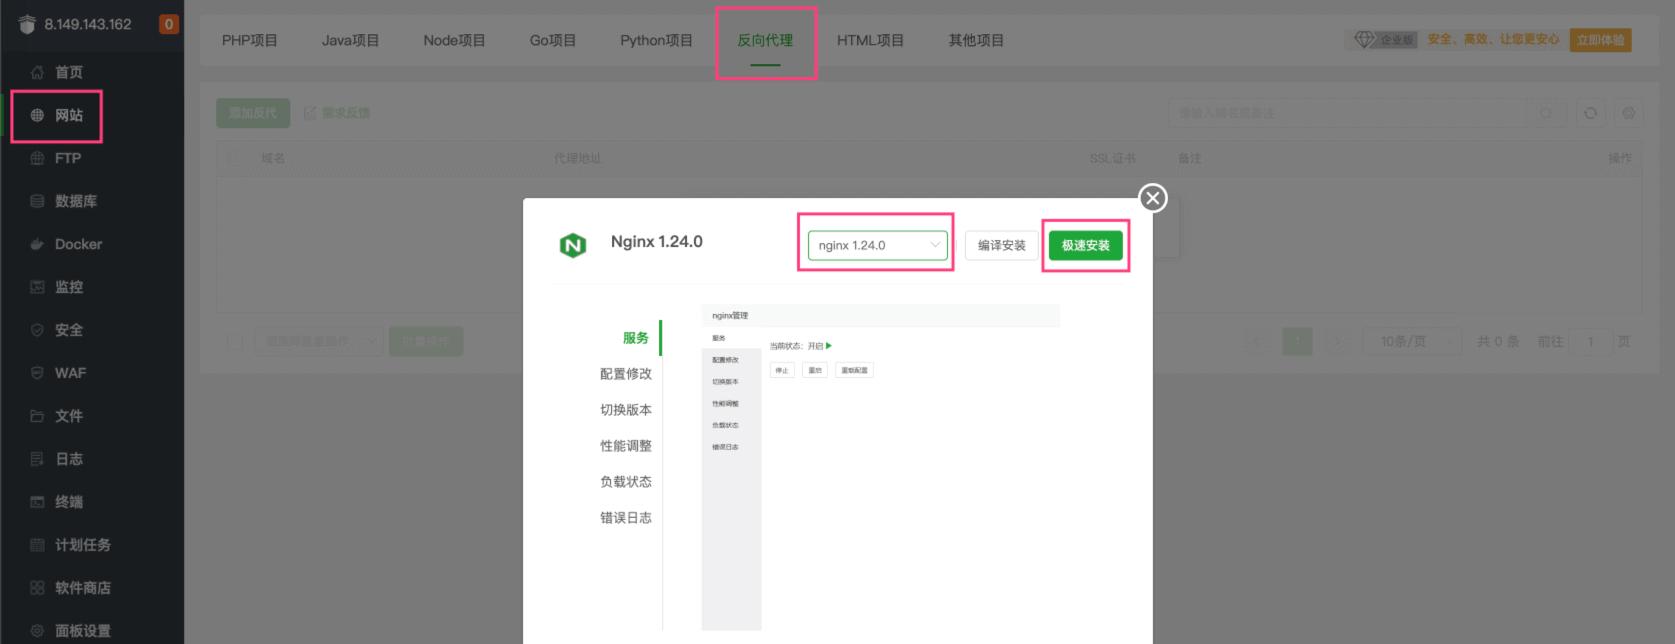 8.149.143.162
0
首页
网站
FTP
数据库
Docker
监控
安全
WAF
文件
日志
终端
计划任务
软件商店
面板设置
PHP项目 Java项目 Node项目 Go项目 Python项目 反向代理 HTML项目 其他项目
企业版 安全、高效、让您更安心 立即体验
添加反代 需求反馈 请输入域名或备注
域名 代理地址 SSL证书 备注 操作
请选择批量操作 批量操作 1 10条/页 共 0 条 前往 1 页
Nginx 1.24.0 nginx 1.24.0 编译安装 极速安装
服务
配置修改
切换版本
性能调整
负载状态
错误日志
nginx管理
服务
配置修改
切换版本
性能调整
负载状态
错误日志
当前状态: 开启
停止 重启 重载配置